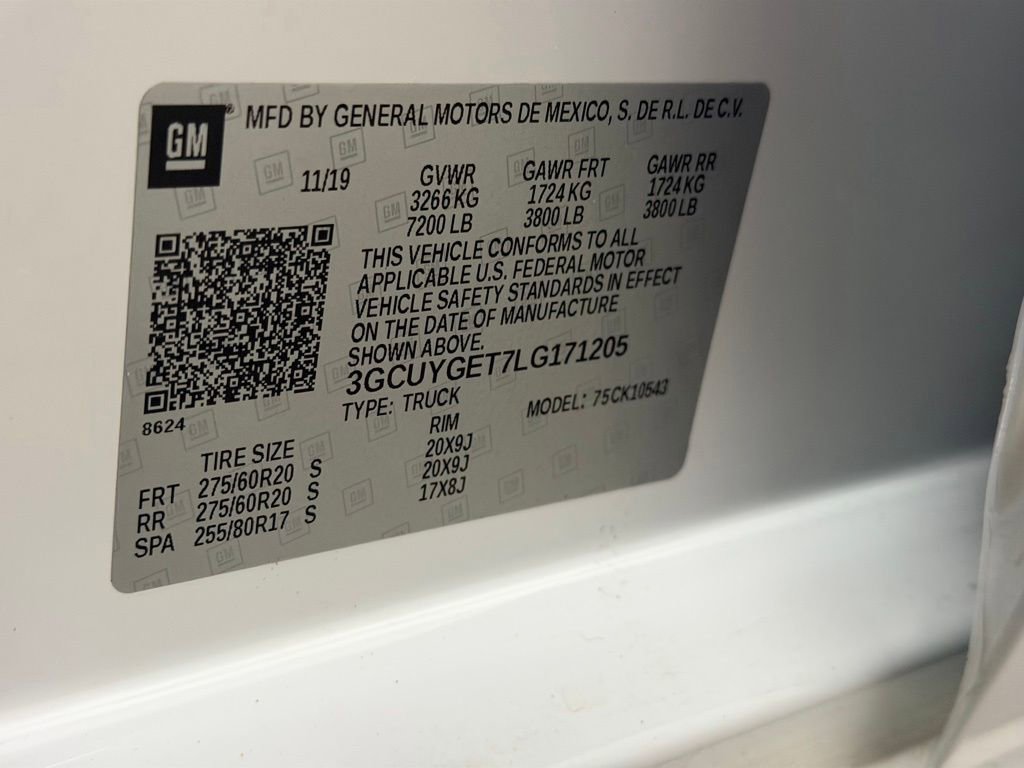 GM® MFD BY GENERAL MOTORS DE MEXICO, S. DE R.L. DE C.V.
11/19 GVWR GAWR FRT GAWR RR
3266 KG 1724 KG 1724 KG
7200 LB 3800 LB 3800 LB
THIS VEHICLE CONFORMS TO ALL
APPLICABLE U.S. FEDERAL MOTOR
VEHICLE SAFETY STANDARDS IN EFFECT
ON THE DATE OF MANUFACTURE
SHOWN ABOVE.
3GCUYGET7LG171205
8624
TYPE: TRUCK MODEL: 75CK10543
TIRE SIZE RIM
FRT 275/60R20 S 20X9J
RR 275/60R20 S 20X9J
SPA 255/80R17 S 17X8J